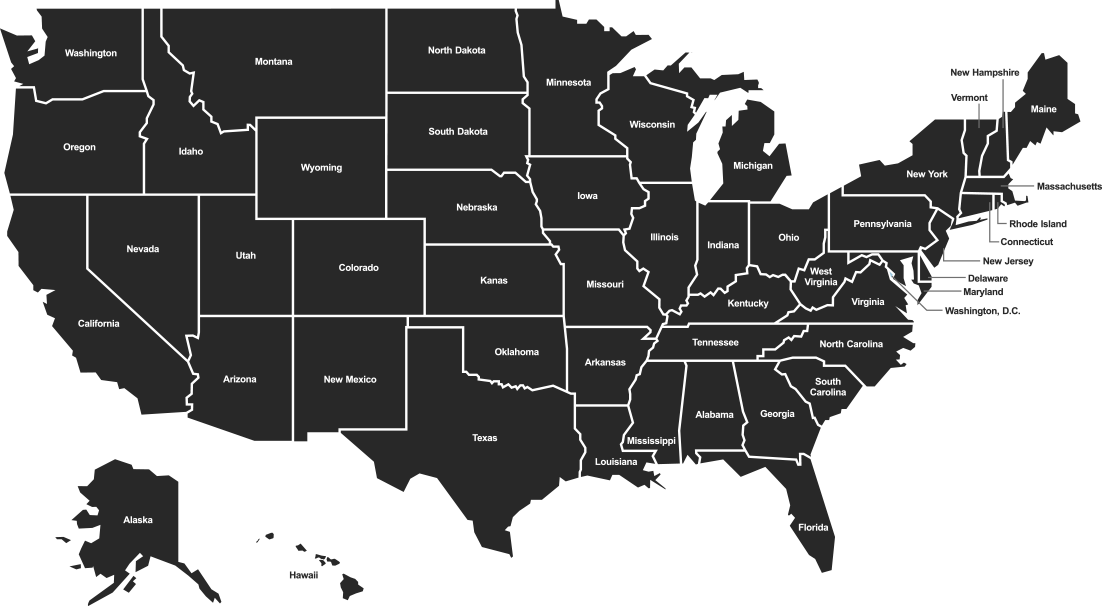 New Hampshire
Vermont
Washington
Montana
North Dakota
Minnesota
Maine
Oregon
Idaho
South Dakota
Wisconsin
Wyoming
Michigan
New York
Massachusetts
Iowa
Nebraska
Rhode Island
Pennsylvania
Illinois
Indiana
Ohio
Connecticut
Nevada
Utah
Colorado
New Jersey
Kanas
Missouri
West
Virginia
Delaware
Maryland
Kentucky
Virginia
Washington, D.C.
California
Tennessee
North Carolina
Oklahoma
Arkansas
Arizona
New Mexico
South
Carolina
Alabama
Georgia
Texas
Mississippi
Louisiana
Alaska
Florida
Hawaii